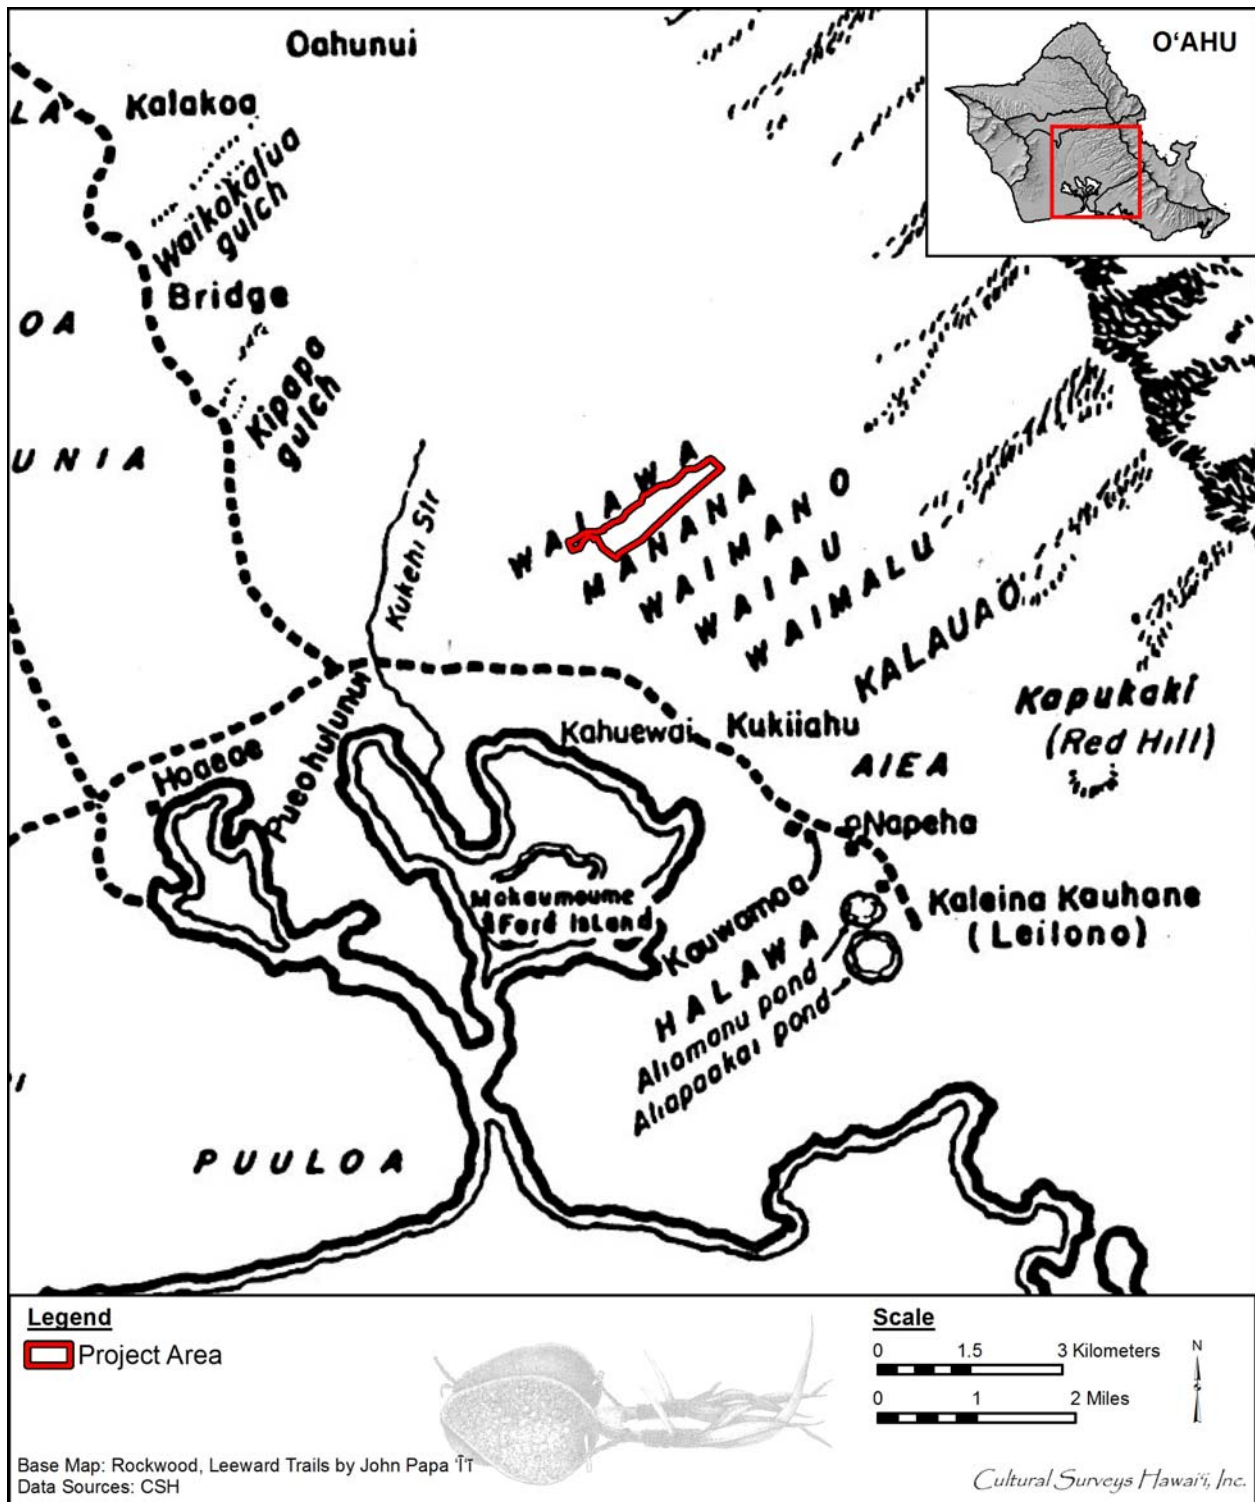 Oahunui
O‘AHU
LA
Kalakoa
Waikakalua
gulch
Bridge
OA
Kipapa
gulch
UNIA
Kukehi Str
WAIAWA
MANANA
WAIMANO
WAIAU
WAIMALU
KALAUAO
Kapukaki
(Red Hill)
Hoaeae
Pueohulunui
Kahuewai
Kukiiahu
AIEA
Napeha
Mokaumeume
Ford Island
Kauwamoa
Kaleina Kauhane
(Leilono)
HALAWA
Aliamanu pond
Aliapaakai pond
PUULOA
Legend
Project Area
Scale
0 1.5 3 Kilometers
0 1 2 Miles
N
Base Map: Rockwood, Leeward Trails by John Papa ‘Ī‘ī
Data Sources: CSH
Cultural Surveys Hawai‘i, Inc.